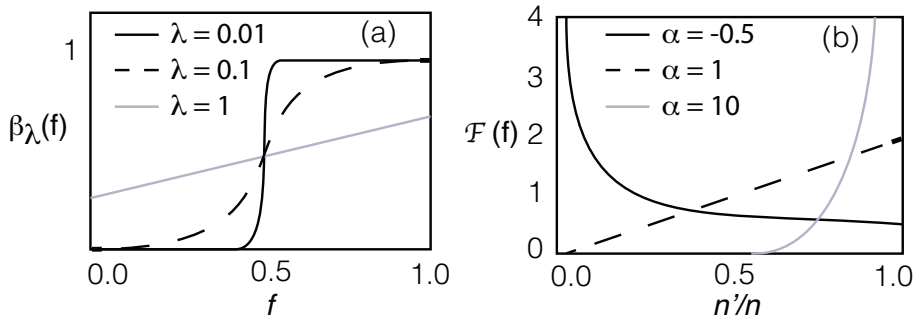 1
λ = 0.01
λ = 0.1
λ = 1
(a)
βλ(f)
0.0
0.5
1.0
f
4
3
2
1
0
α = -0.5
α = 1
α = 10
(b)
ℱ (f)
0.0
0.5
1.0
n'/n